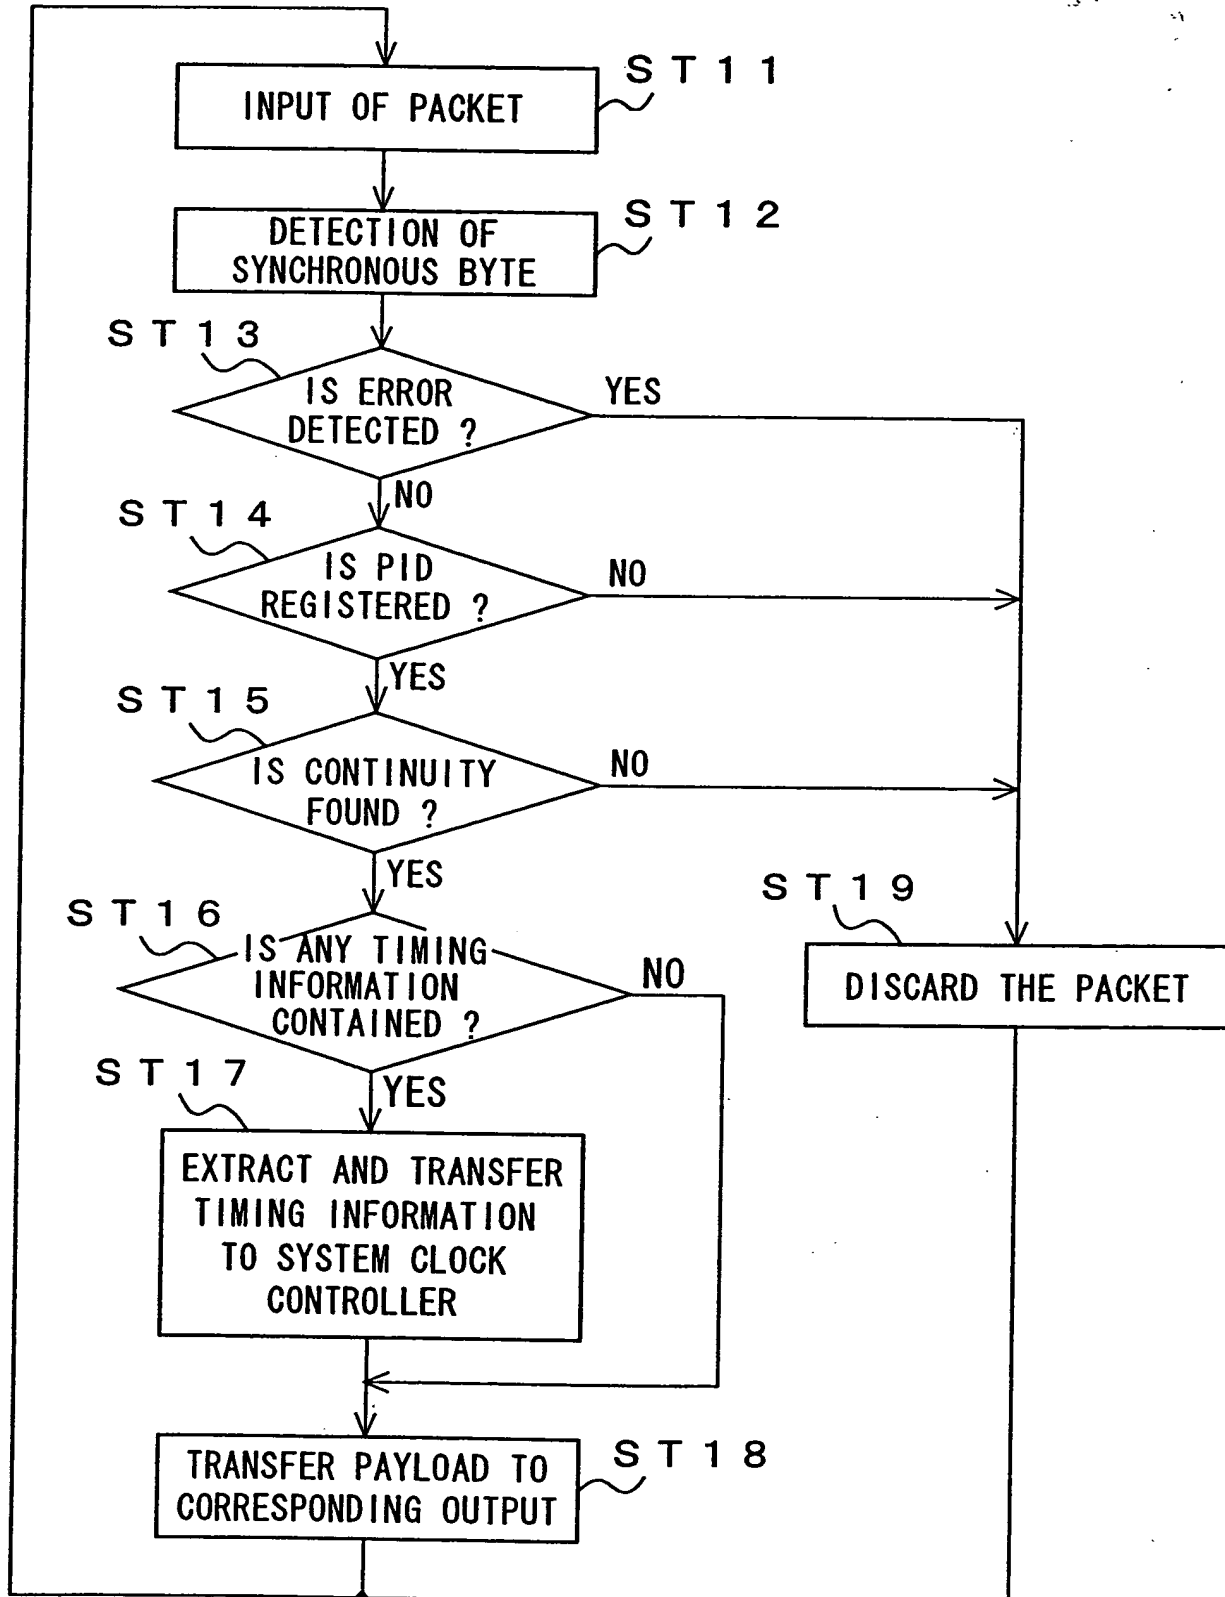 ST11
INPUT OF PACKET
ST12
DETECTION OF
SYNCHRONOUS BYTE
ST13
IS ERROR
DETECTED ?
YES
NO
ST14
IS PID
REGISTERED ?
NO
YES
ST15
IS CONTINUITY
FOUND ?
NO
YES
ST16
IS ANY TIMING
INFORMATION
CONTAINED ?
NO
YES
ST19
DISCARD THE PACKET
ST17
EXTRACT AND TRANSFER
TIMING INFORMATION
TO SYSTEM CLOCK
CONTROLLER
ST18
TRANSFER PAYLOAD TO
CORRESPONDING OUTPUT